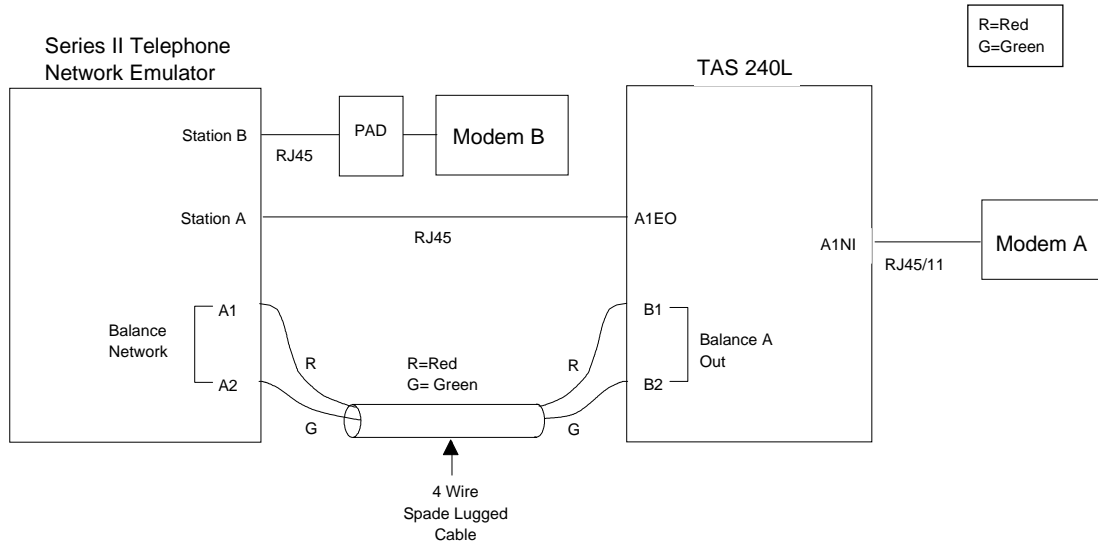 R=Red
G=Green
Series II Telephone
Network Emulator
TAS 240L
Station B
RJ45
PAD
Modem B
Station A
RJ45
A1EO
A1NI
RJ45/11
Modem A
A1
Balance
Network
A2
R
G
R=Red
G= Green
R
G
B1
Balance A
Out
B2
4 Wire
Spade Lugged
Cable